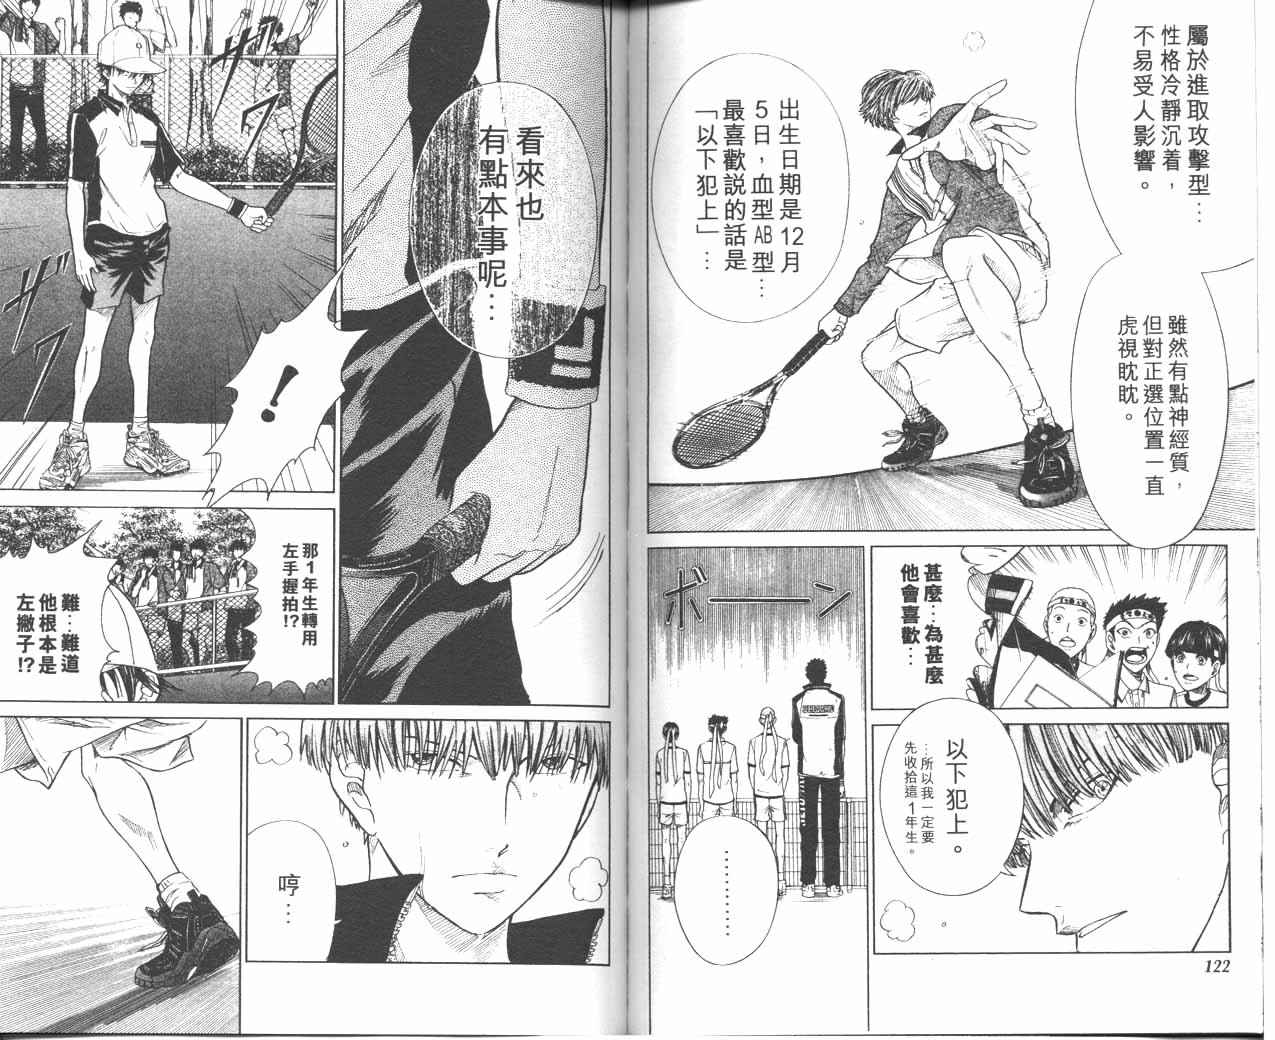 屬於進取攻擊型…
性格冷靜沉着，
不易受人影響。
雖然有點神經質，
但對正選位置一直
虎視眈眈。
出生日期是12月
5日，血型AB型…
最喜歡說的話是
「以下犯上」…
甚麼…為甚麼
他會喜歡…
以下犯上。
…所以我一定要
先收拾這1年生。
ボーーン
…………
122
看來也
有點本事呢…
！
那1年生轉用
左手握拍!?
難…難道
他根本是
左撇子!?
哼…